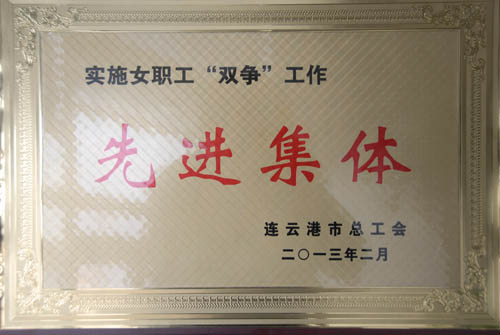 实施女职工“双争”工作
先进集体
连云港市总工会
二〇一三年二月